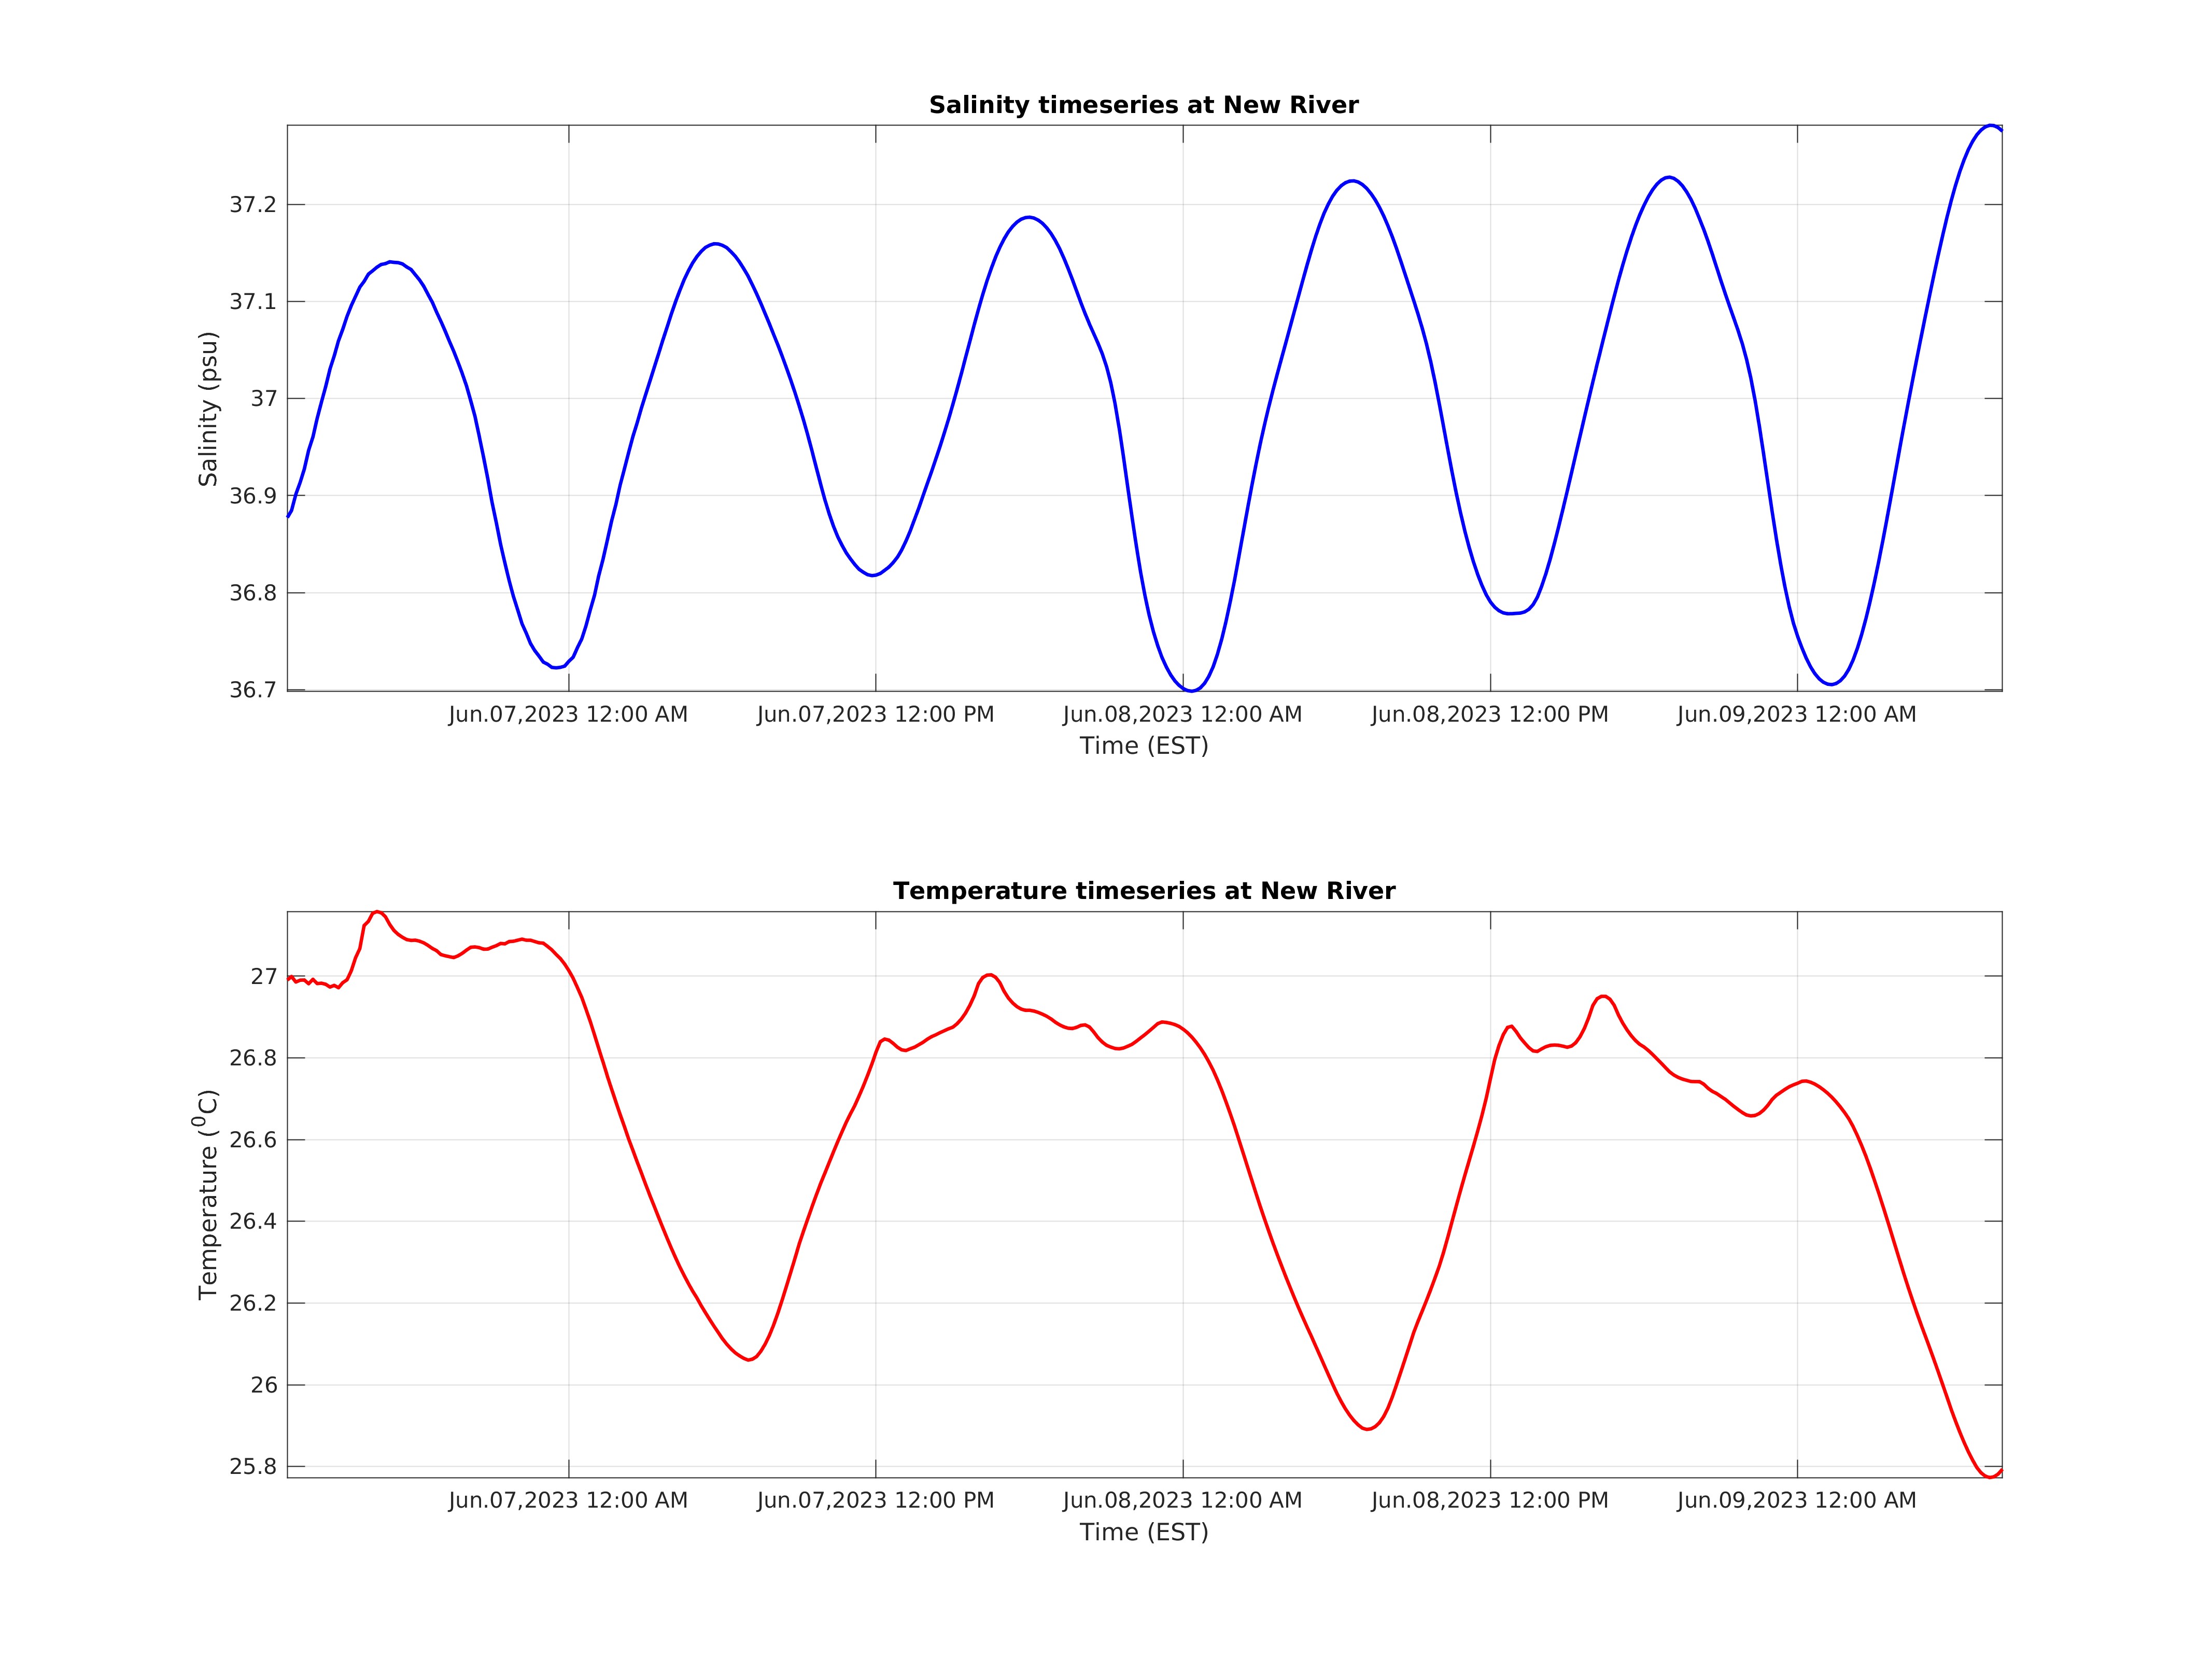 Salinity timeseries at New River
Salinity (psu)
37.2
37.1
37
36.9
36.8
36.7
Jun.07,2023 12:00 AM Jun.07,2023 12:00 PM Jun.08,2023 12:00 AM Jun.08,2023 12:00 PM Jun.09,2023 12:00 AM
Time (EST)
Temperature timeseries at New River
Temperature (⁰C)
27
26.8
26.6
26.4
26.2
26
25.8
Jun.07,2023 12:00 AM Jun.07,2023 12:00 PM Jun.08,2023 12:00 AM Jun.08,2023 12:00 PM Jun.09,2023 12:00 AM
Time (EST)